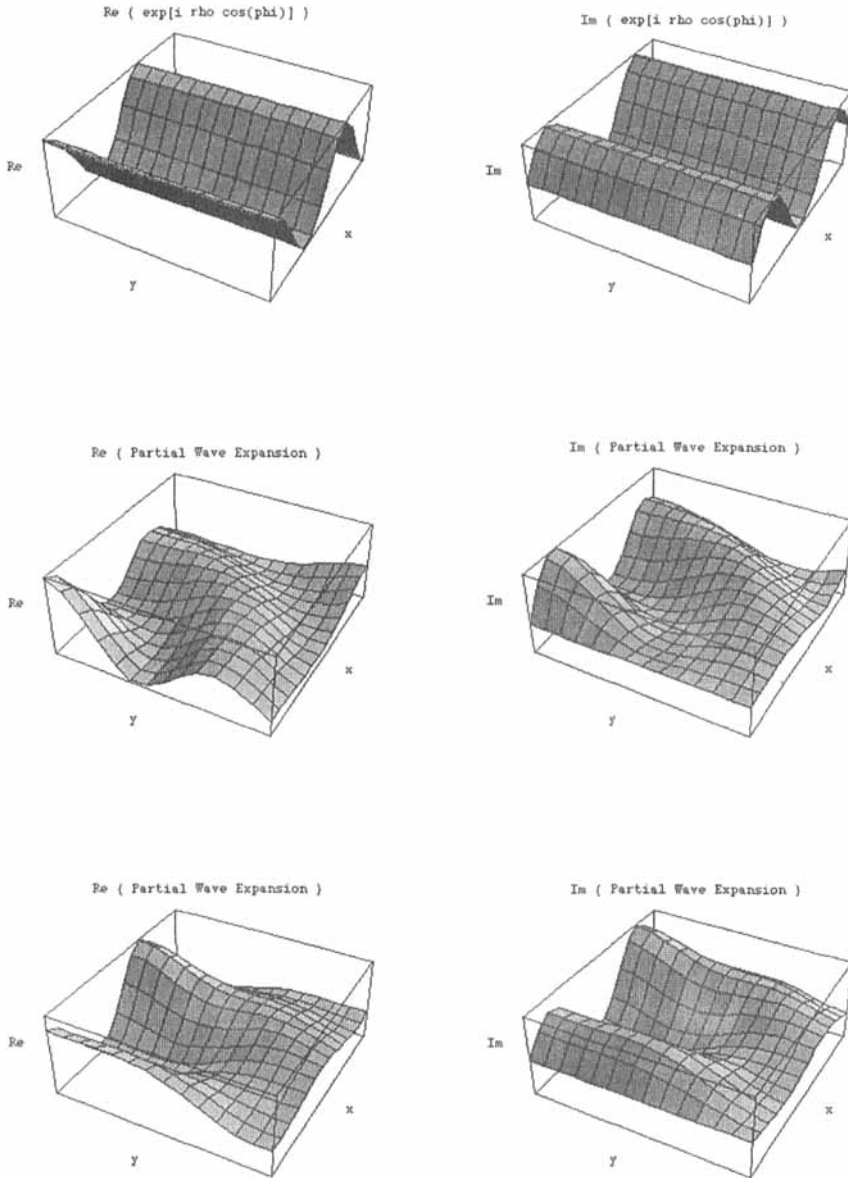 Re ( exp[i rho cos(phi)] )
Im ( exp[i rho cos(phi)] )
Re
x
y
Im
x
y
Re ( Partial Wave Expansion )
Im ( Partial Wave Expansion )
Re
x
y
Im
x
y
Re ( Partial Wave Expansion )
Im ( Partial Wave Expansion )
Re
x
y
Im
x
y